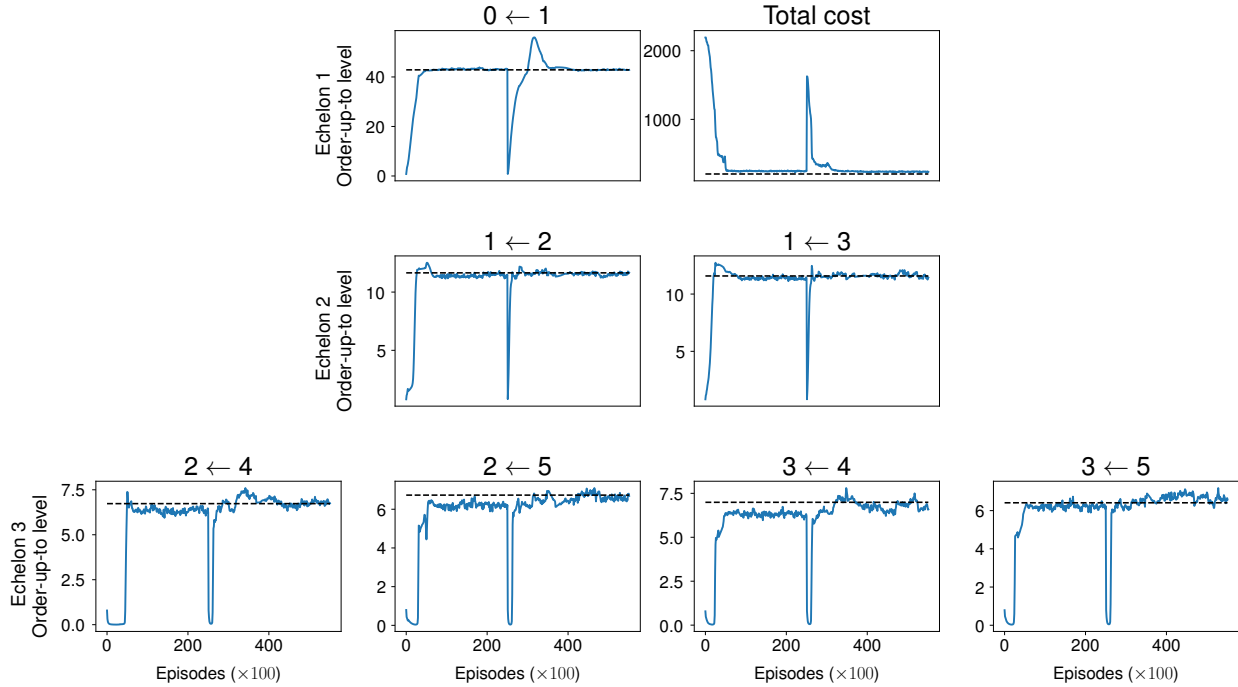 0 ← 1
Total cost
Echelon 1
Order-up-to level
40
20
0
2000
1000
1 ← 2
1 ← 3
Echelon 2
Order-up-to level
10
5
10
5
2 ← 4
2 ← 5
3 ← 4
3 ← 5
Echelon 3
Order-up-to level
7.5
5.0
2.5
0.0
6
4
2
0
7.5
5.0
2.5
0.0
6
4
2
0
0 200 400
0 200 400
0 200 400
0 200 400
Episodes (×100)
Episodes (×100)
Episodes (×100)
Episodes (×100)